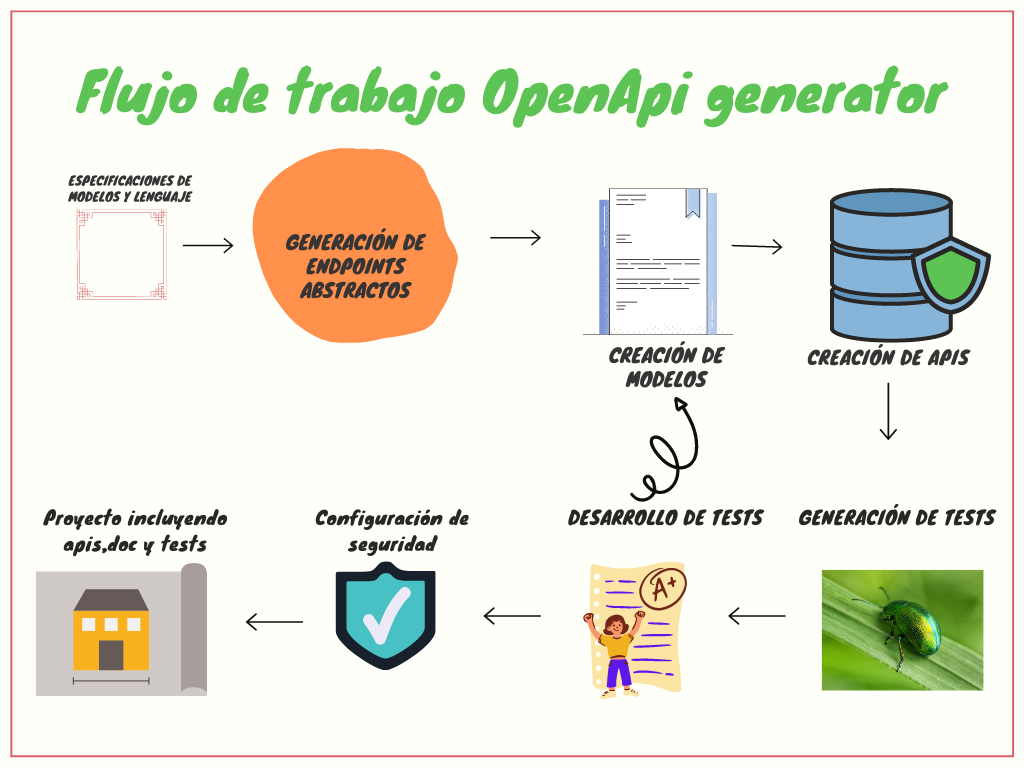 Flujo de trabajo OpenApi generator
ESPECIFICACIONES DE
MODELOS Y LENGUAJE
GENERACIÓN DE
ENDPOINTS
ABSTRACTOS
CREACIÓN DE
MODELOS
CREACIÓN DE APIS
Proyecto incluyendo
apis,doc y tests
Configuración de
seguridad
DESARROLLO DE TESTS
A+
GENERACIÓN DE TESTS